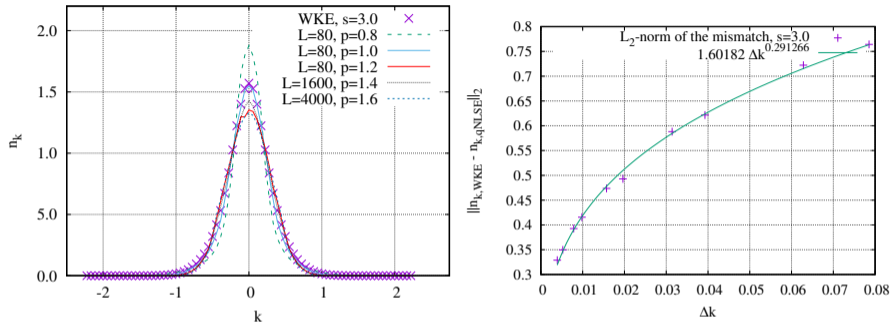 WKE, s=3.0
L=80, p=0.8
L=80, p=1.0
L=80, p=1.2
L=1600, p=1.4
L=4000, p=1.6
2.0
1.5
1.0
5.0
0.0
n_k
-2 -1 0 1 2
k
L_2-norm of the mismatch, s=3.0
1.60182 Δk^0.291266
0.8
0.75
0.7
0.65
0.6
0.55
0.5
0.45
0.4
0.35
0.3
||n_k,WKE - n_k,qNLSE||_2
0 0.01 0.02 0.03 0.04 0.05 0.06 0.07 0.08
Δk